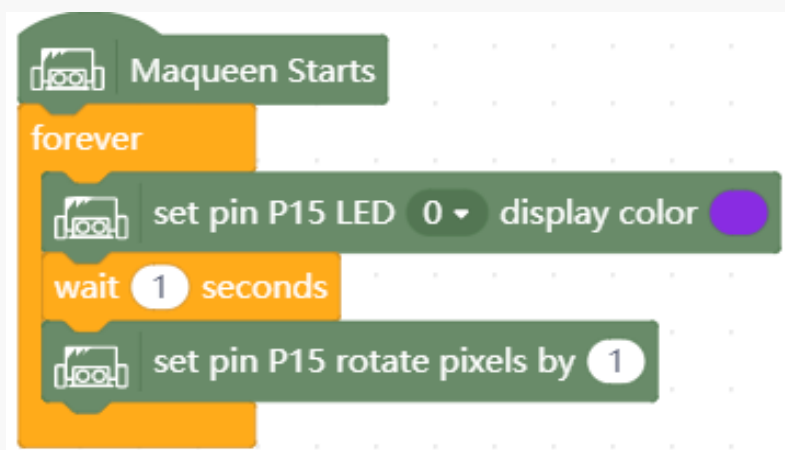 Maqueen Starts
forever
set pin P15 LED 0 display color
wait 1 seconds
set pin P15 rotate pixels by 1